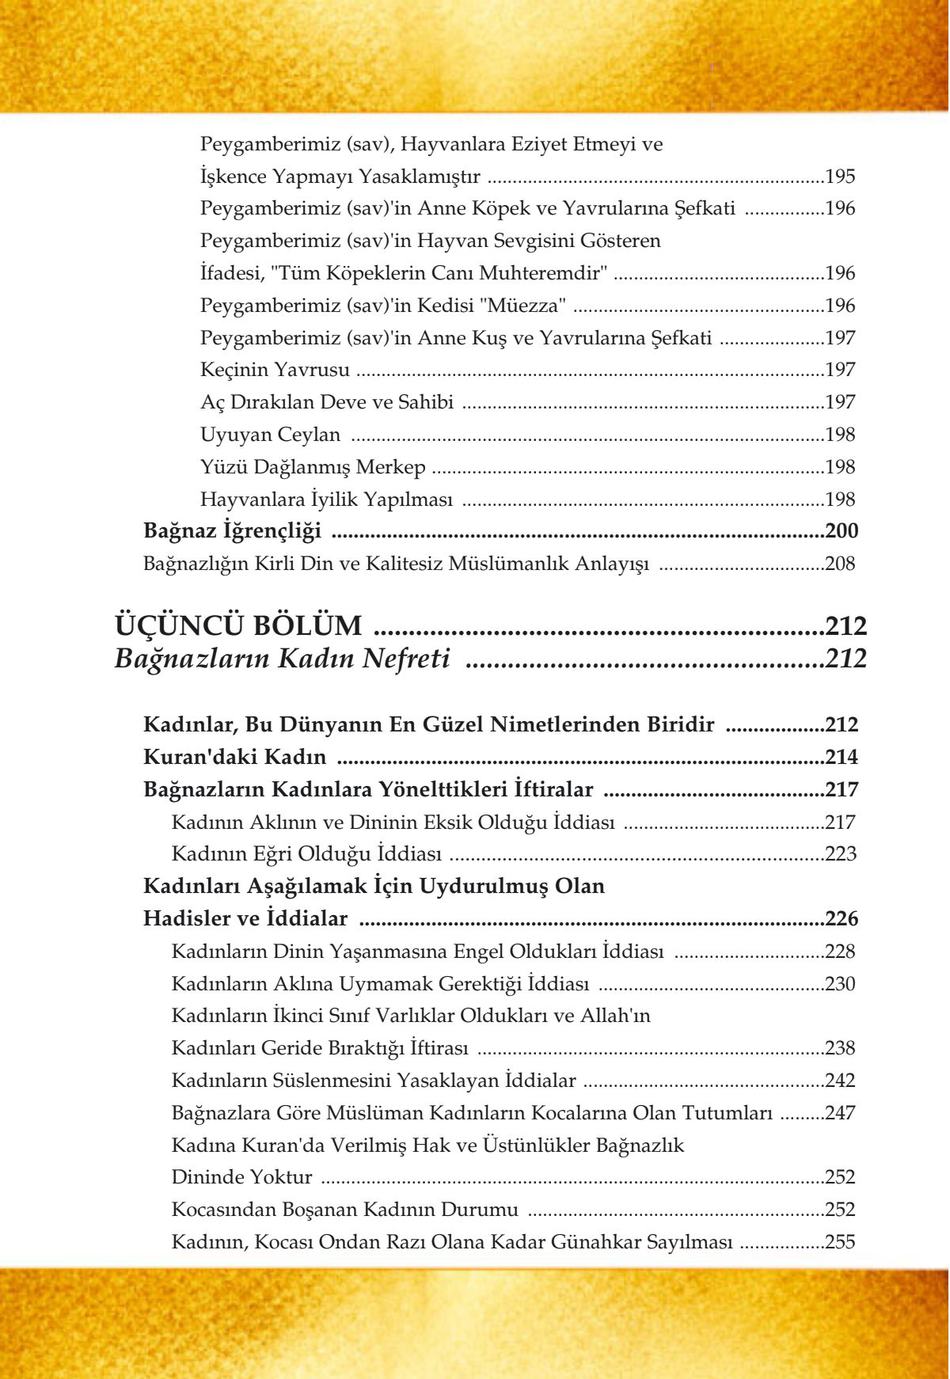 Peygamberimiz (sav), Hayvanlara Eziyet Etmeyi ve
İşkence Yapmayı Yasaklamıştır ....................................................................195
Peygamberimiz (sav)'in Anne Köpek ve Yavrularına Şefkati ................196
Peygamberimiz (sav)'in Hayvan Sevgisini Gösteren
İfadesi, "Tüm Köpeklerin Canı Muhteremdir" ..........................................196
Peygamberimiz (sav)'in Kedisi "Müezza" ..................................................196
Peygamberimiz (sav)'in Anne Kuş ve Yavrularına Şefkati .....................197
Keçinin Yavrusu ..............................................................................................197
Aç Dırakılan Deve ve Sahibi .........................................................................197
Uyuyan Ceylan ...............................................................................................198
Yüzü Dağlanmış Merkep ...............................................................................198
Hayvanlara İyilik Yapılması .........................................................................198
Bağnaz İğrençliği .........................................................................................200
Bağnazlığın Kirli Din ve Kalitesiz Müslümanlık Anlayışı .................................208
ÜÇÜNCÜ BÖLÜM ................................................................212
Bağnazların Kadın Nefreti ...................................................212
Kadınlar, Bu Dünyanın En Güzel Nimetlerinden Biridir ..................212
Kuran'daki Kadın ........................................................................................214
Bağnazların Kadınlara Yönelttikleri İftiralar ........................................217
Kadının Aklının ve Dininin Eksik Olduğu İddiası ........................................217
Kadının Eğri Olduğu İddiası ...........................................................................223
Kadınları Aşağılamak İçin Uydurulmuş Olan
Hadisler ve İddialar ....................................................................................226
Kadınların Dinin Yaşanmasına Engel Oldukları İddiası ..............................228
Kadınların Aklına Uymamak Gerektiği İddiası .............................................230
Kadınların İkinci Sınıf Varlıklar Oldukları ve Allah'ın
Kadınları Geride Bıraktığı İftirası .....................................................................238
Kadınların Süslenmesini Yasaklayan İddialar ................................................242
Bağnazlara Göre Müslüman Kadınların Kocalarına Olan Tutumları .........247
Kadına Kuran'da Verilmiş Hak ve Üstünlükler Bağnazlık
Dininde Yoktur .....................................................................................................252
Kocasından Boşanan Kadının Durumu ...........................................................252
Kadının, Kocası Ondan Razı Olana Kadar Günahkar Sayılması .................255